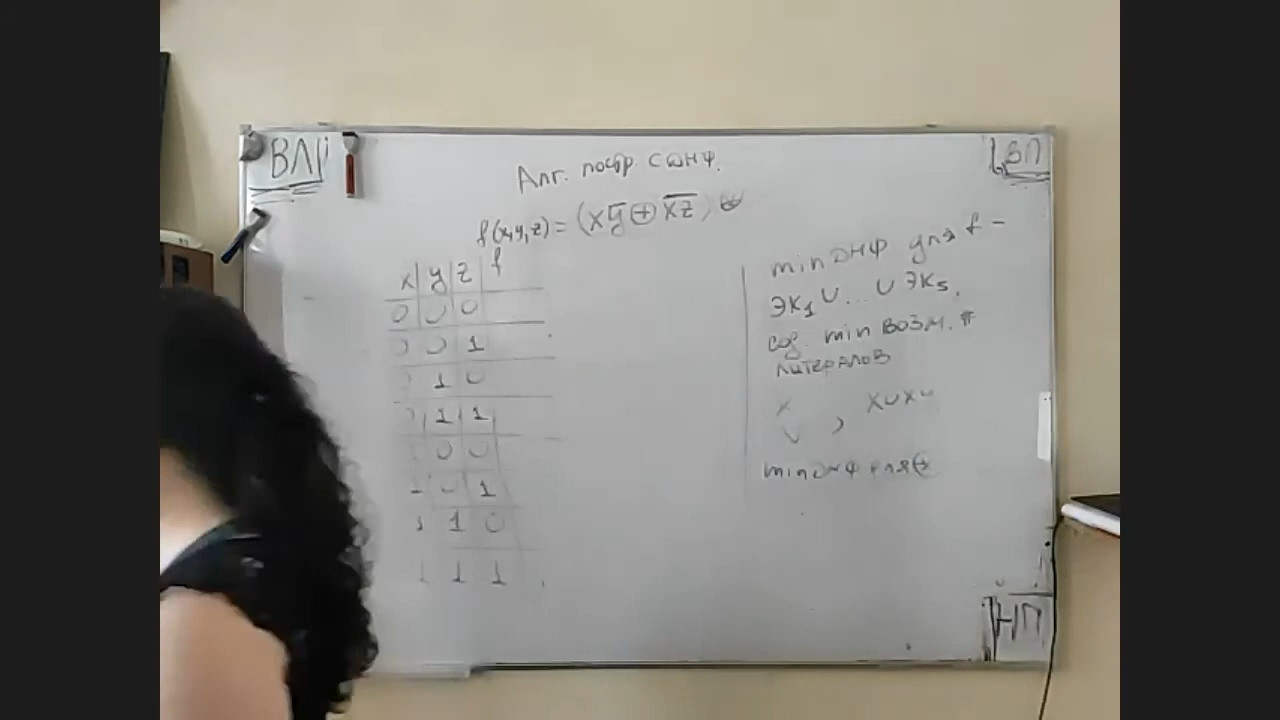 ВЛ
ВП
Алг. постр. СДНФ.
f(x,y,z) = (xy̅ ⊕ x̅z̅)
x y z f
0 0 0
0 0 1
0 1 0
0 1 1
0 0
0 1
1 1 0
1 1 1
min ДНФ для f –
ЭК₁ ∪ ... ∪ ЭКₛ.
сод. min возм. #
литералов
x
x ∪ x
min ДНФ для
НП